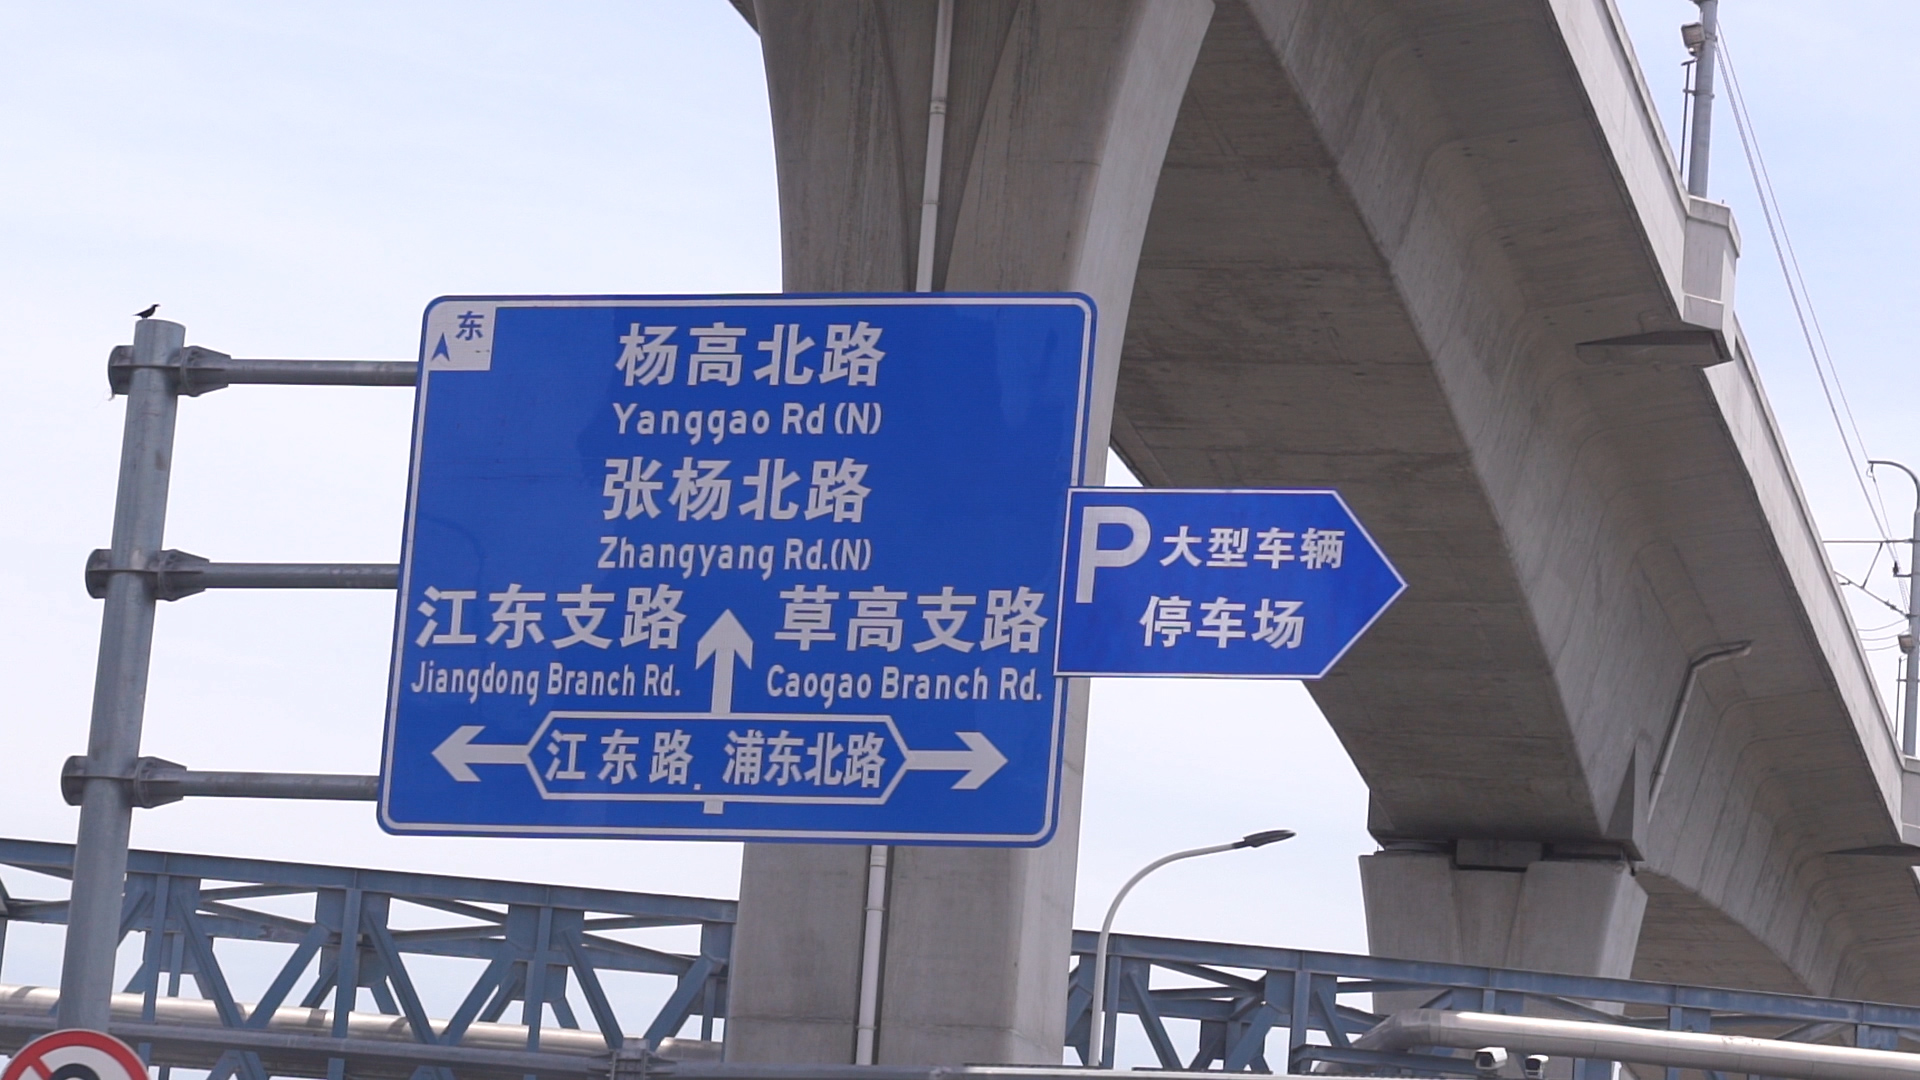 东
杨高北路
Yanggao Rd (N)
张杨北路
Zhangyang Rd.(N)
江东支路 草高支路
Jiangdong Branch Rd. Caogao Branch Rd.
江东路 浦东北路
P 大型车辆
停车场